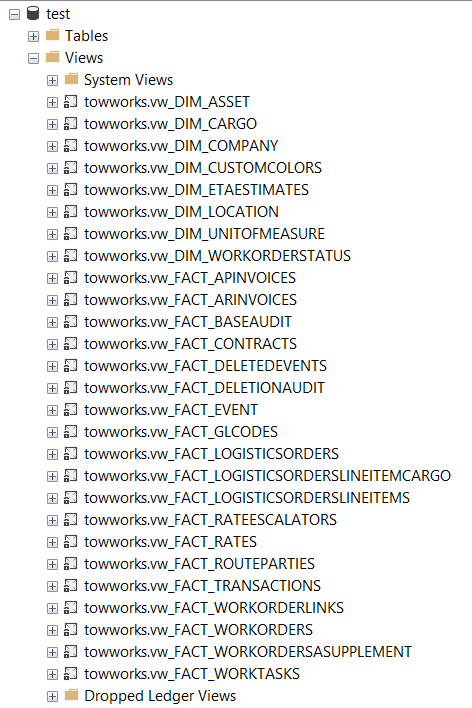 test
Tables
Views
System Views
towworks.vw_DIM_ASSET
towworks.vw_DIM_CARGO
towworks.vw_DIM_COMPANY
towworks.vw_DIM_CUSTOMCOLORS
towworks.vw_DIM_ETAESTIMATES
towworks.vw_DIM_LOCATION
towworks.vw_DIM_UNITOFMEASURE
towworks.vw_DIM_WORKORDERSTATUS
towworks.vw_FACT_APINVOICES
towworks.vw_FACT_ARINVOICES
towworks.vw_FACT_BASEAUDIT
towworks.vw_FACT_CONTRACTS
towworks.vw_FACT_DELETEDEVENTS
towworks.vw_FACT_DELETIONAUDIT
towworks.vw_FACT_EVENT
towworks.vw_FACT_GLCODES
towworks.vw_FACT_LOGISTICSORDERS
towworks.vw_FACT_LOGISTICSORDERSLINEITEMCARGO
towworks.vw_FACT_LOGISTICSORDERSLINEITEMS
towworks.vw_FACT_RATEESCALATORS
towworks.vw_FACT_RATES
towworks.vw_FACT_ROUTEPARTIES
towworks.vw_FACT_TRANSACTIONS
towworks.vw_FACT_WORKORDERLINKS
towworks.vw_FACT_WORKORDERS
towworks.vw_FACT_WORKORDERSASUPPLEMENT
towworks.vw_FACT_WORKTASKS
Dropped Ledger Views